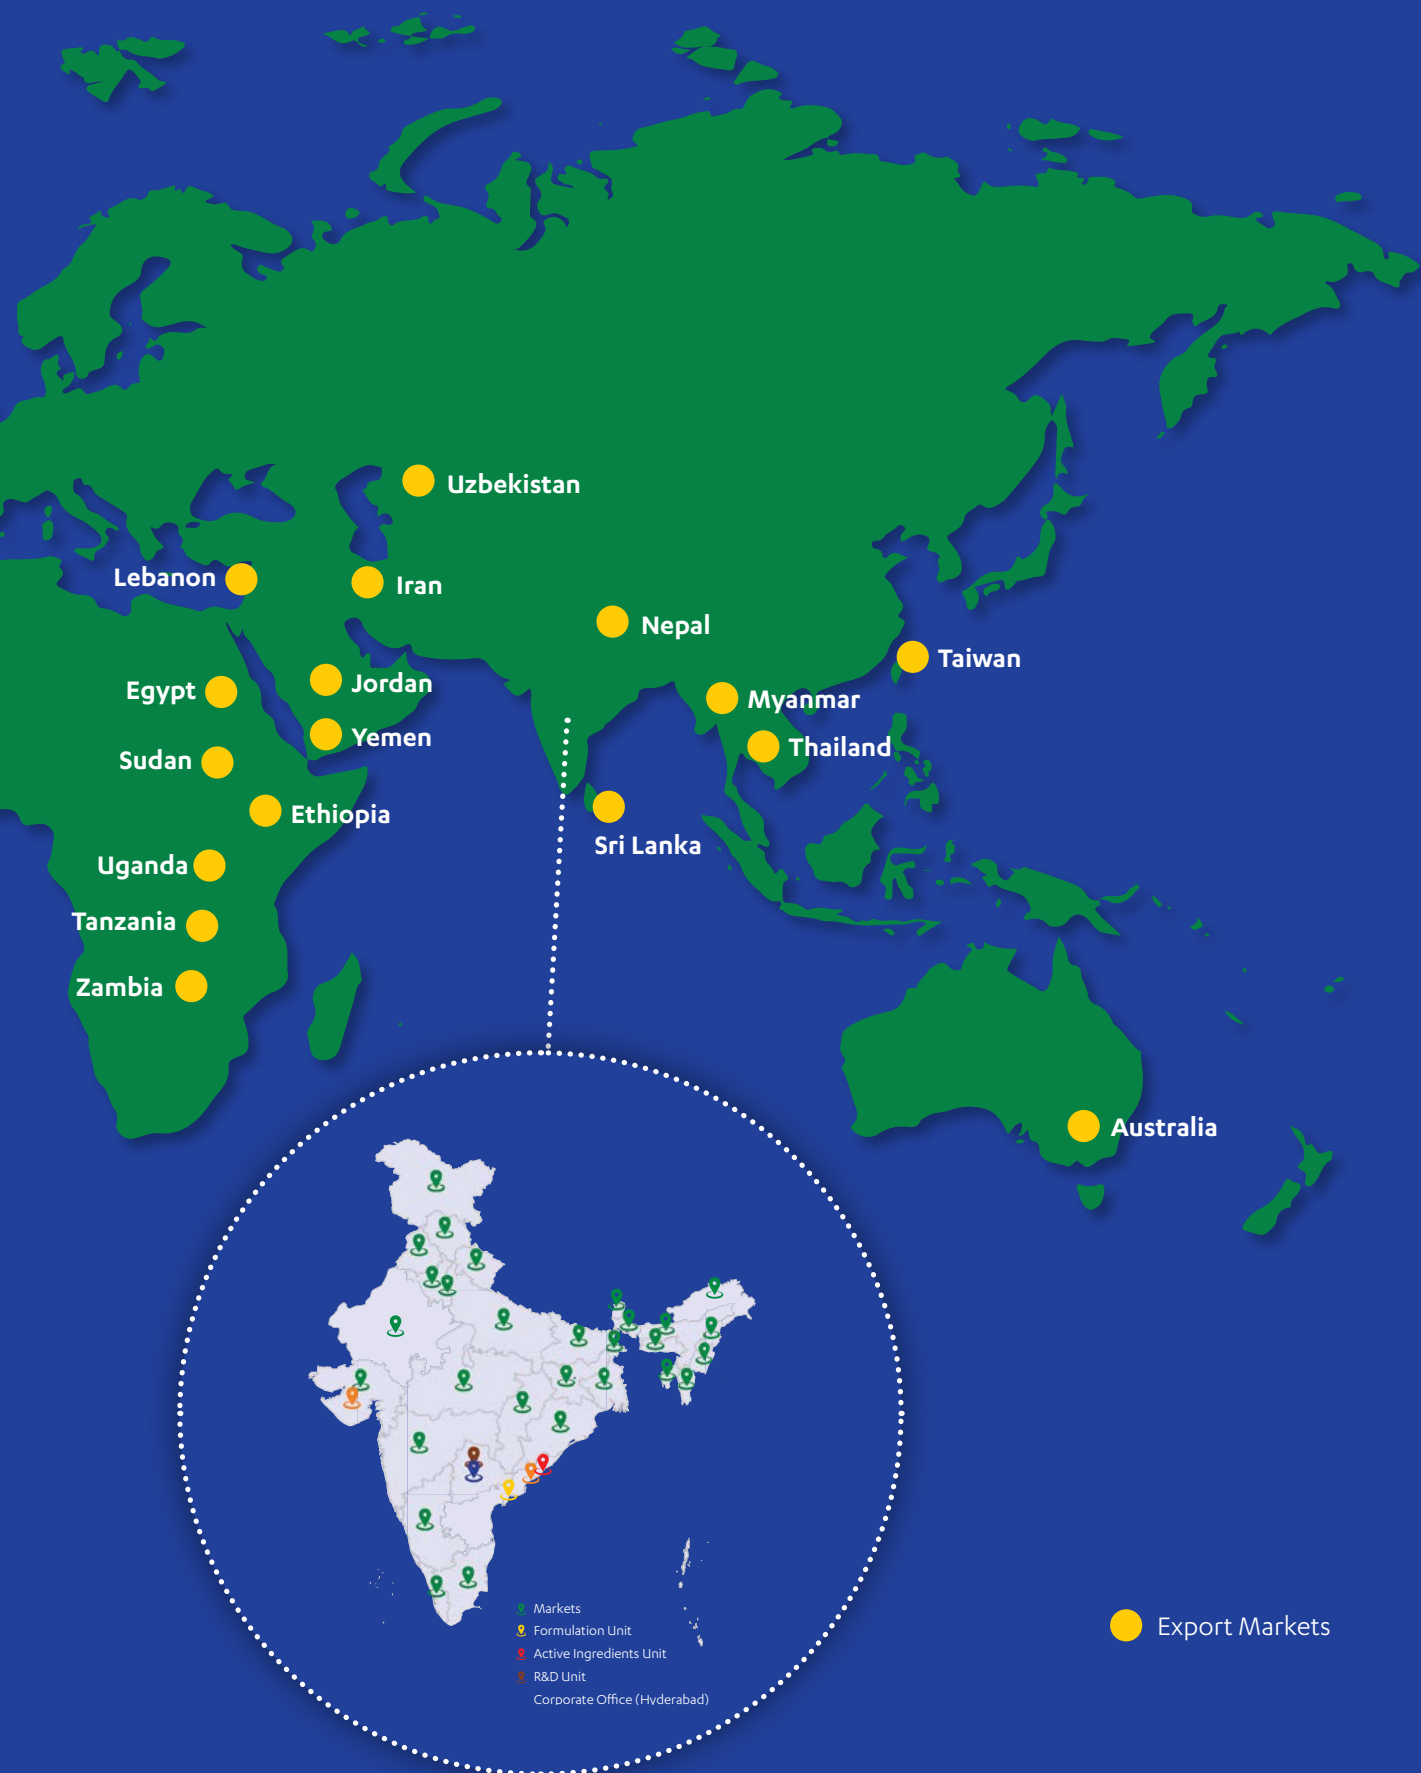 Uzbekistan
Lebanon
Iran
Nepal
Taiwan
Egypt
Jordan
Myanmar
Yemen
Thailand
Sudan
Ethiopia
Sri Lanka
Uganda
Tanzania
Zambia
Australia
Markets
Formulation Unit
Active Ingredients Unit
R&D Unit
Corporate Office (Hyderabad)
Export Markets